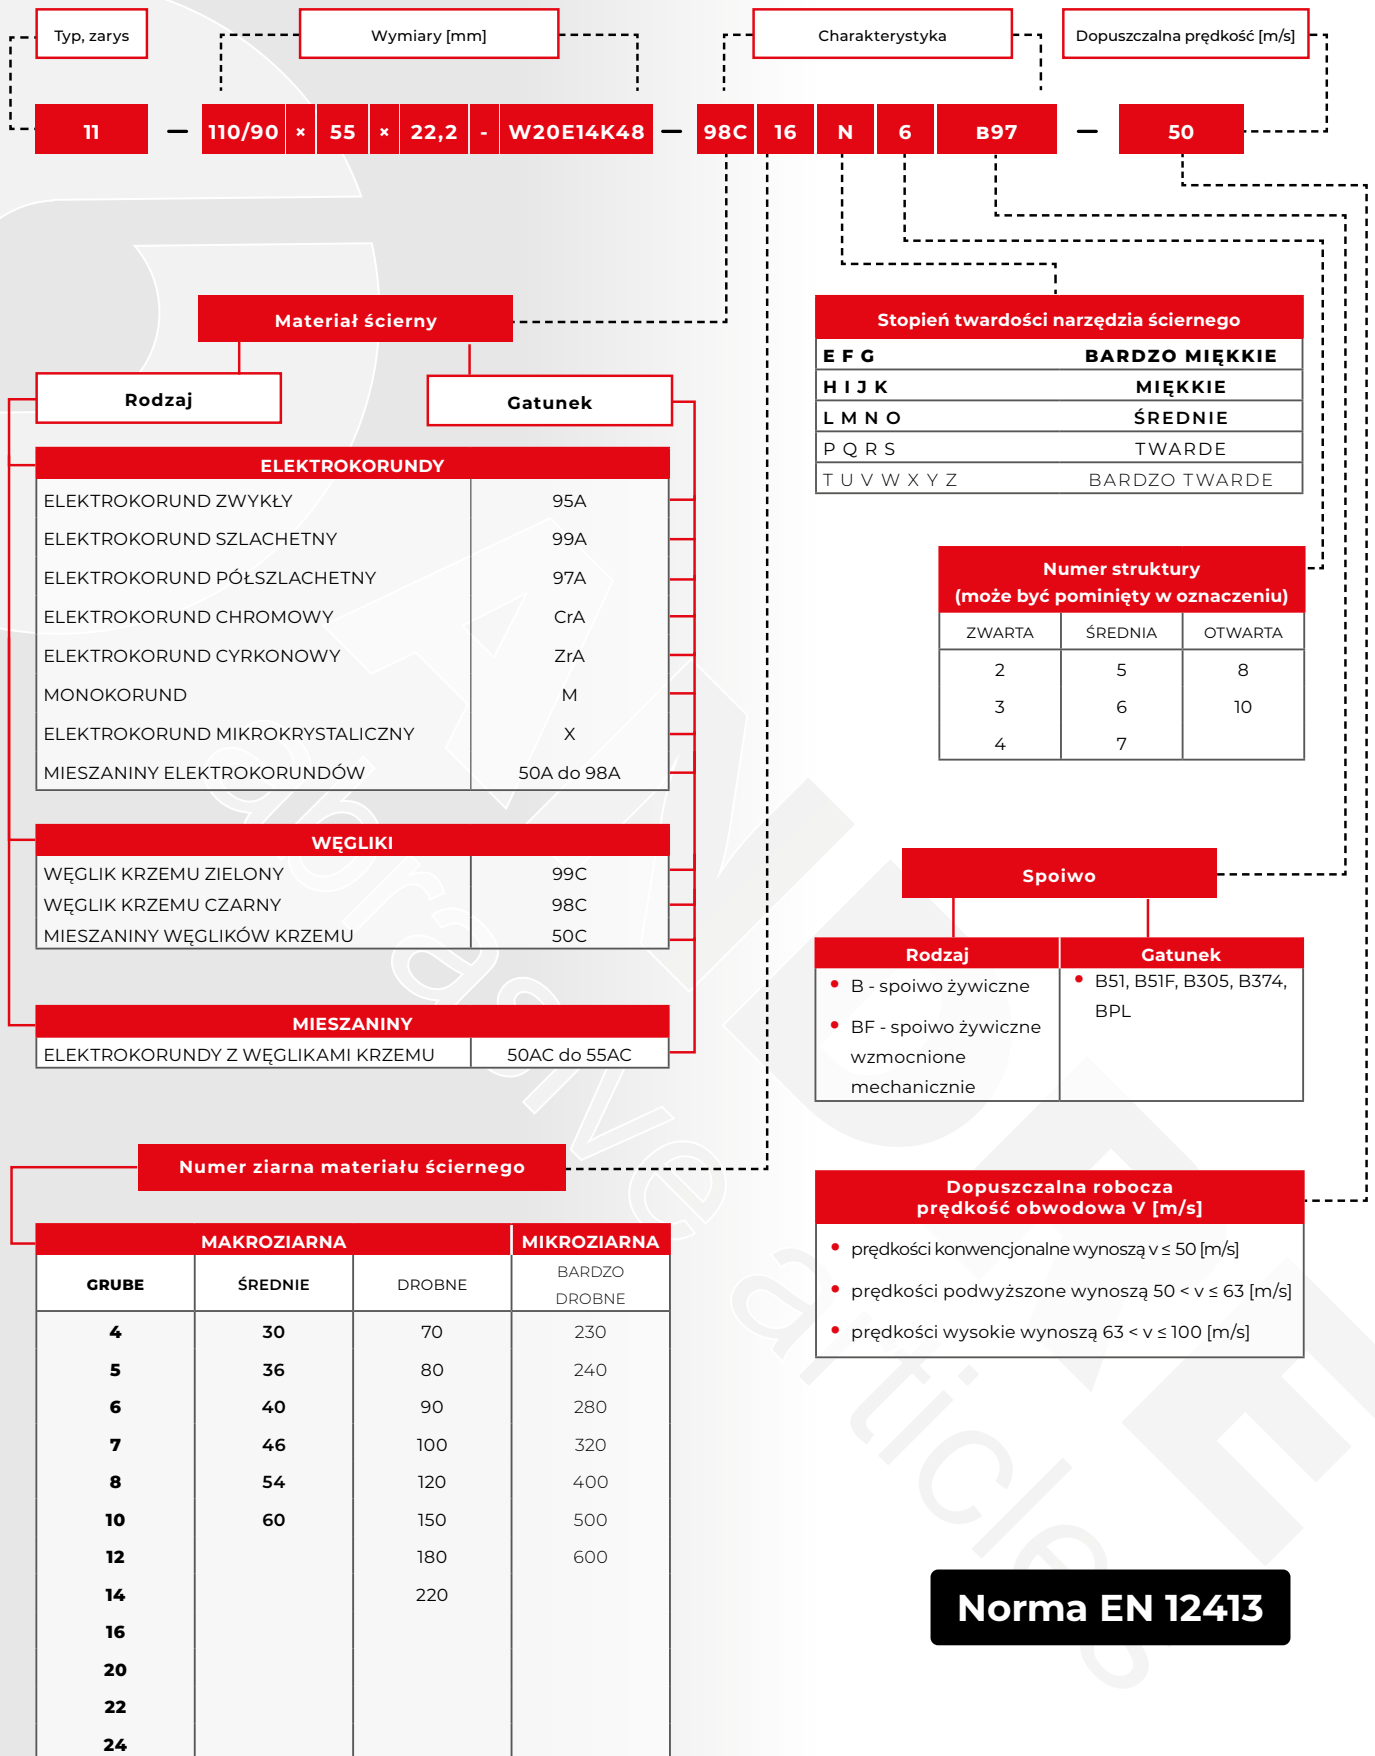 Typ, zarys
Wymiary [mm]
Charakterystyka
Dopuszczalna prędkość [m/s]
11 – 110/90 × 55 × 22,2 - W20E14K48 – 98C 16 N 6 B97 – 50
Materiał ścierny
Rodzaj
Gatunek
ELEKTROKORUNDY
ELEKTROKORUND ZWYKŁY 95A
ELEKTROKORUND SZLACHETNY 99A
ELEKTROKORUND PÓŁSZLACHETNY 97A
ELEKTROKORUND CHROMOWY CrA
ELEKTROKORUND CYRKONOWY ZrA
MONOKORUND M
ELEKTROKORUND MIKROKRYSTALICZNY X
MIESZANINY ELEKTROKORUNDÓW 50A do 98A
WĘGLIKI
WĘGLIK KRZEMU ZIELONY 99C
WĘGLIK KRZEMU CZARNY 98C
MIESZANINY WĘGLIKÓW KRZEMU 50C
MIESZANINY
ELEKTROKORUNDY Z WĘGLIKAMI KRZEMU 50AC do 55AC
Numer ziarna materiału ściernego
MAKROZIARNA MIKROZIARNA
GRUBE ŚREDNIE DROBNE BARDZO
DROBNE
4 30 70 230
5 36 80 240
6 40 90 280
7 46 100 320
8 54 120 400
10 60 150 500
12 180 600
14 220
16
20
22
24
Stopień twardości narzędzia ściernego
E F G BARDZO MIĘKKIE
H I J K MIĘKKIE
L M N O ŚREDNIE
P Q R S TWARDE
T U V W X Y Z BARDZO TWARDE
Numer struktury
(może być pominięty w oznaczeniu)
ZWARTA ŚREDNIA OTWARTA
2 5 8
3 6 10
4 7
Spoiwo
Rodzaj
• B - spoiwo żywiczne
• BF - spoiwo żywiczne
wzmocnione
mechanicznie
Gatunek
• B51, B51F, B305, B374,
BPL
Dopuszczalna robocza
prędkość obwodowa V [m/s]
• prędkości konwencjonalne wynoszą v ≤ 50 [m/s]
• prędkości podwyższone wynoszą 50 < v ≤ 63 [m/s]
• prędkości wysokie wynoszą 63 < v ≤ 100 [m/s]
Norma EN 12413
abrasive articles